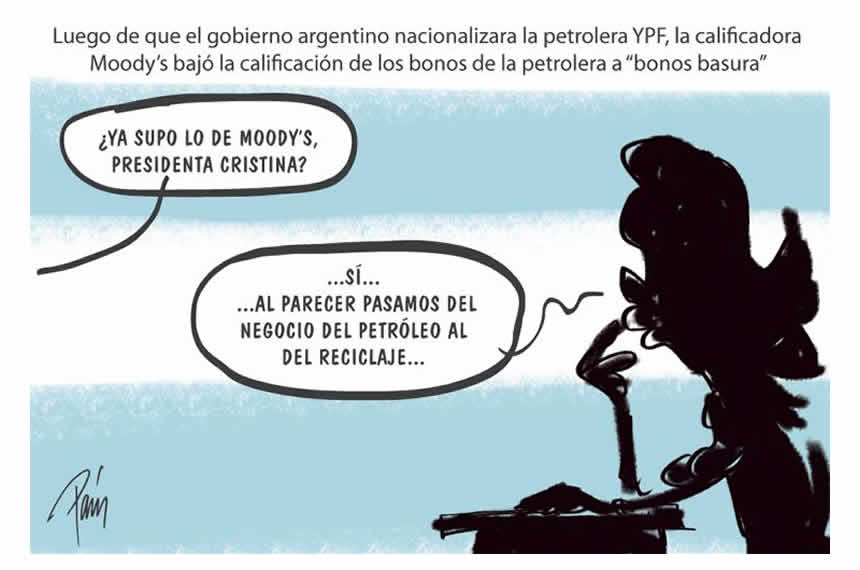 Luego de que el gobierno argentino nacionalizara la petrolera YPF, la calificadora
Moody's bajó la calificación de los bonos de la petrolera a “bonos basura”
¿YA SUPO LO DE MOODY'S,
PRESIDENTA CRISTINA?
...SÍ...
...AL PARECER PASAMOS DEL
NEGOCIO DEL PETRÓLEO AL
DEL RECICLAJE...